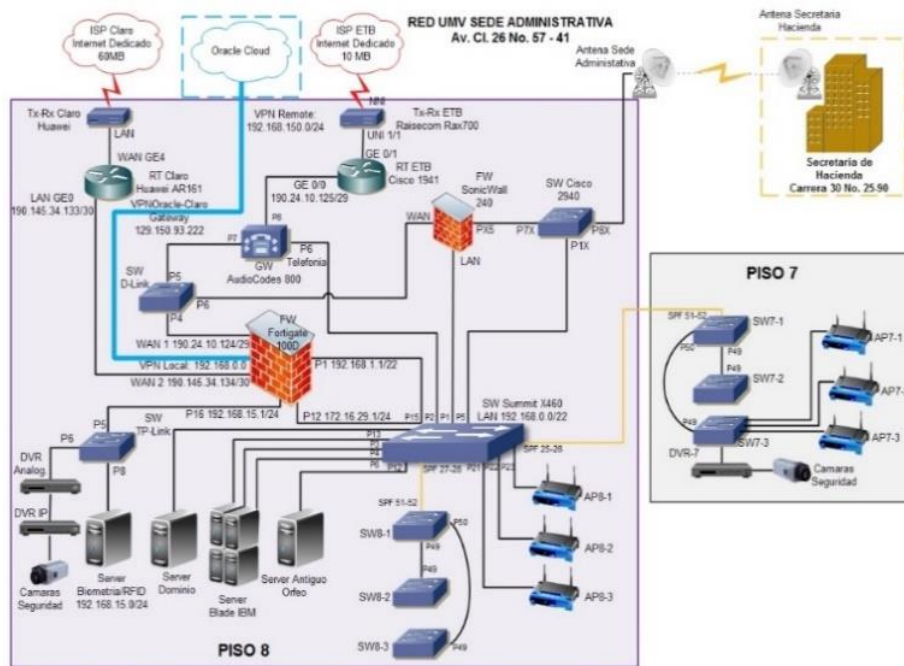 RED UMV SEDE ADMINISTRATIVA
Av. Cl. 26 No. 57 - 41
ISP Claro
Internet Dedicado
60MB
Oracle Cloud
ISP ETB
Internet Dedicado
10 MB
Antena Sede
Administativa
Antena Secretaria
Hacienda
Secretaria de
Hacienda
Carrera 30 No. 25-90
Tx-Rx Claro
Huawei
LAN
VPN Remote:
192.168.150.0/24
NNI
Tx-Rx ETB
Raisecom Rax700
UNI 1/1
WAN GE4
RT Claro
Huawei AR161
LAN GE0
190.145.34.133/30
VPNOracle-Claro
Gateway
129.150.93.222
GE 0/1
RT ETB
Cisco 1941
GE 0/0
190.24.10.125/29
FW
SonicWall
240
WAN
PX5
LAN
SW Cisco
2940
P7X
P8X
P1X
P8
P7
P6
Telefonia
GW
AudioCodes 800
SW
D-Link
P5
P6
P4
WAN 1 190.24.10.124/29
FW
Fortigate
100D
VPN Local: 192.168.0.0
WAN 2 190.145.34.134/30
P1 192.168.1.1/22
P16 192.168.15.1/24
P12 172.16.29.1/24
SW
TP-Link
P5
P6
P8
DVR
Analog.
DVR IP
Camaras
Seguridad
Server
Biometria/RFID
192.168.15.0/24
Server
Dominio
Server
Blade IBM
Server Antiguo
Orfeo
SW Summit X460
LAN 192.168.0.0/22
P15
P2
P1
P5
P13
P6
P12
SPF 27-28
P21
P22
P23
SPF 25-26
SPF 51-52
SW8-1
P50
P49
SW8-2
SW8-3
P49
AP8-1
AP8-2
AP8-3
PISO 8
PISO 7
SPF 51-52
SW7-1
P50
P49
SW7-2
P49
SW7-3
DVR-7
Camaras
Seguridad
AP7-1
AP7-3